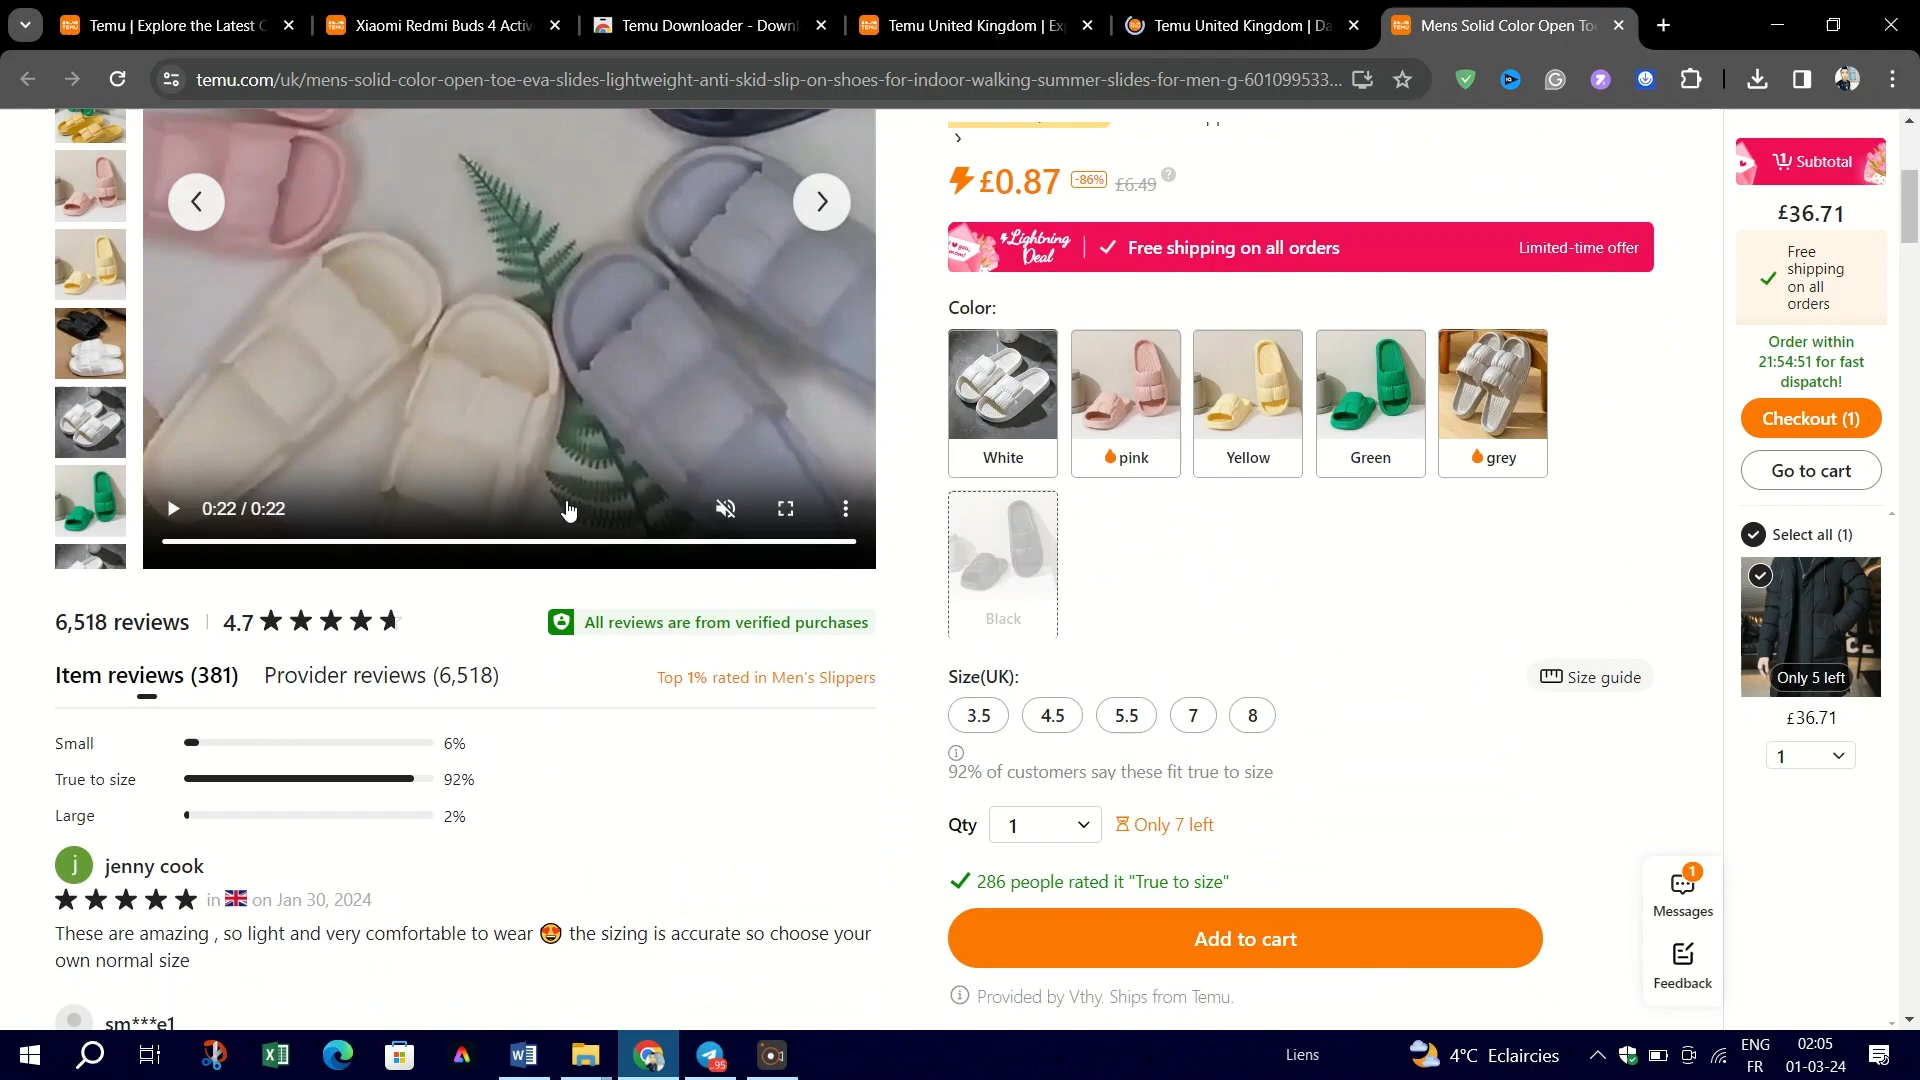 Temu | Explore the Latest C
Xiaomi Redmi Buds 4 Activ
Temu Downloader - Downl
Temu United Kingdom | Exp
Temu United Kingdom | Da
Mens Solid Color Open To
temu.com/uk/mens-solid-color-open-toe-eva-slides-lightweight-anti-skid-slip-on-shoes-for-indoor-walking-summer-slides-for-men-g-601099533...
£0.87 -86% £6.49
Lightning Deal Free shipping on all orders Limited-time offer
Color:
White
pink
Yellow
Green
grey
Black
0:22 / 0:22
6,518 reviews 4.7 All reviews are from verified purchases
Item reviews (381) Provider reviews (6,518) Top 1% rated in Men's Slippers
Small 6%
True to size 92%
Large 2%
j jenny cook
in on Jan 30, 2024
These are amazing , so light and very comfortable to wear 😍 the sizing is accurate so choose your
own normal size
sm***e1
Size(UK): Size guide
3.5 4.5 5.5 7 8
92% of customers say these fit true to size
Qty 1 Only 7 left
286 people rated it "True to size"
Add to cart
Provided by Vthy. Ships from Temu.
1
Messages
Feedback
Subtotal
£36.71
Free
shipping
on all
orders
Order within
21:54:51 for fast
dispatch!
Checkout (1)
Go to cart
Select all (1)
Only 5 left
£36.71
1
95
Liens
4°C Eclaircies
ENG
FR
02:05
01-03-24